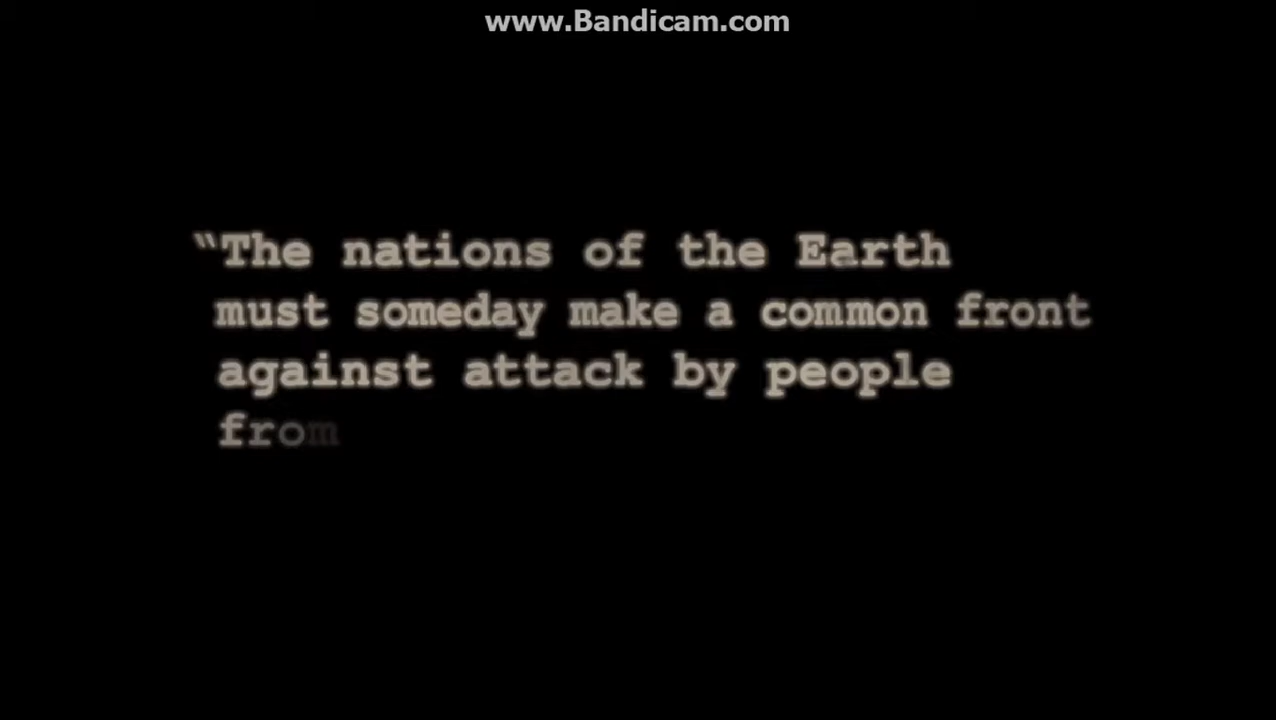 www.Bandicam.com
“The nations of the Earth
must someday make a common front
against attack by people
from